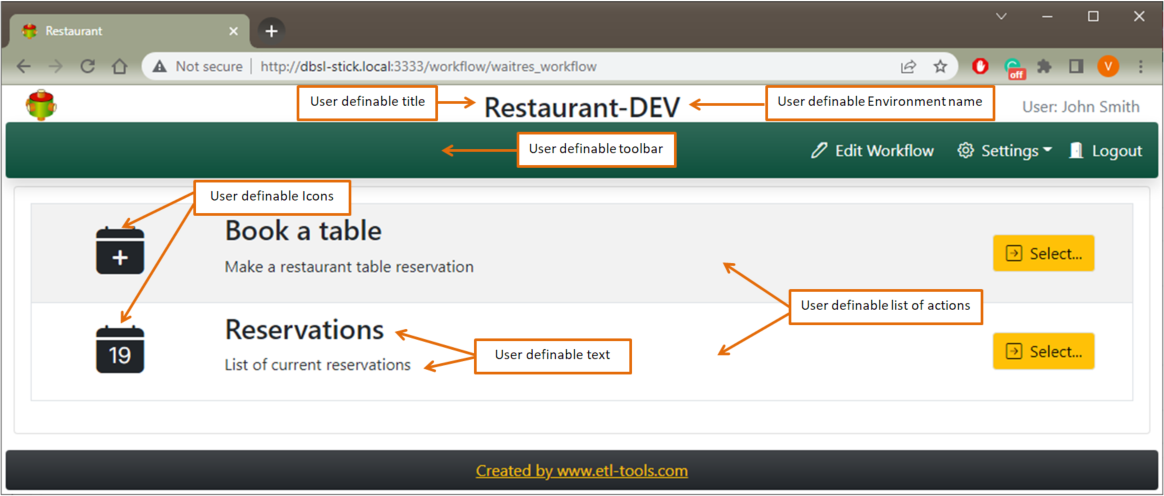 Restaurant
Not secure | http://dbsl-stick.local:3333/workflow/waitres_workflow
off
V
User definable title
Restaurant-DEV
User definable Environment name
User: John Smith
User definable toolbar
Edit Workflow
Settings
Logout
User definable Icons
Book a table
Make a restaurant table reservation
Select...
User definable list of actions
19
Reservations
List of current reservations
User definable text
Select...
Created by www.etl-tools.com